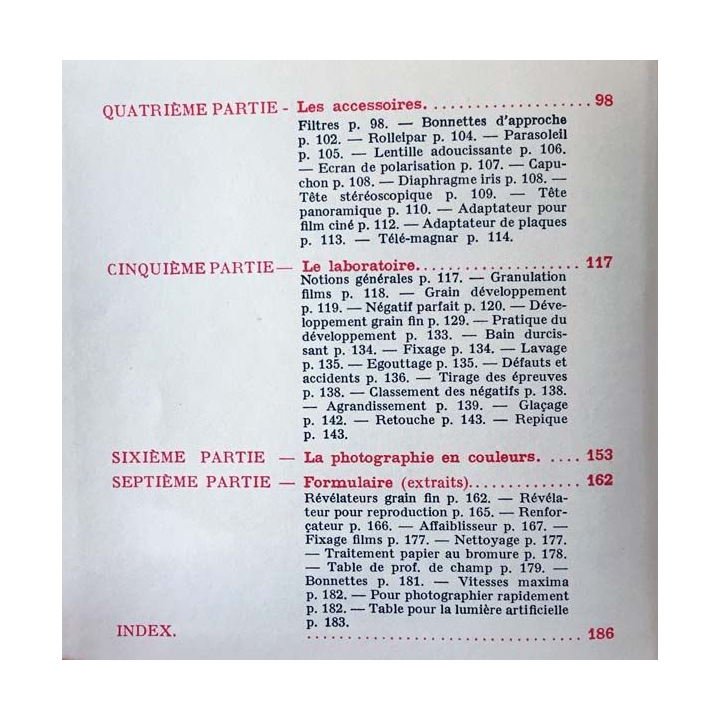 QUATRIÈME PARTIE - Les accessoires. . . . . . . . . . . . . . . . . . . . 98
Filtres p. 98. — Bonnettes d'approche
p. 102. — Rolleipar p. 104. — Parasoleil
p. 105. — Lentille adoucissante p. 106.
— Ecran de polarisation p. 107. — Capu-
chon p. 108. — Diaphragme iris p. 108. —
Tête stéréoscopique p. 109. — Tête
panoramique p. 110. — Adaptateur pour
film ciné p. 112. — Adaptateur de plaques
p. 113. — Télé-magnar p. 114.
CINQUIÈME PARTIE — Le laboratoire. . . . . . . . . . . . . . . . . . . . 117
Notions générales p. 117. — Granulation
films p. 118. — Grain développement
p. 119. — Négatif parfait p. 120. — Déve-
loppement grain fin p. 129. — Pratique du
développement p. 133. — Bain durcis-
sant p. 134. — Fixage p. 134. — Lavage
p. 135. — Egouttage p. 135. — Défauts et
accidents p. 136. — Tirage des épreuves
p. 138. — Classement des négatifs p. 138.
— Agrandissement p. 139. — Glaçage
p. 142. — Retouche p. 143. — Repique
p. 143.
SIXIÈME PARTIE — La photographie en couleurs. . . . . 153
SEPTIÈME PARTIE — Formulaire (extraits). . . . . . . . . . . . . . 162
Révélateurs grain fin p. 162. — Révéla-
teur pour reproduction p. 165. — Renfor-
çateur p. 166. — Affaiblisseur p. 167. —
Fixage films p. 177. — Nettoyage p. 177.
— Traitement papier au bromure p. 178.
— Table de prof. de champ p. 179. —
Bonnettes p. 181. — Vitesses maxima
p. 182. — Pour photographier rapidement
p. 182. — Table pour la lumière artificielle
p. 183.
INDEX. . . . . . . . . . . . . . . . . . . . . . . . . . . . . . . . . 186